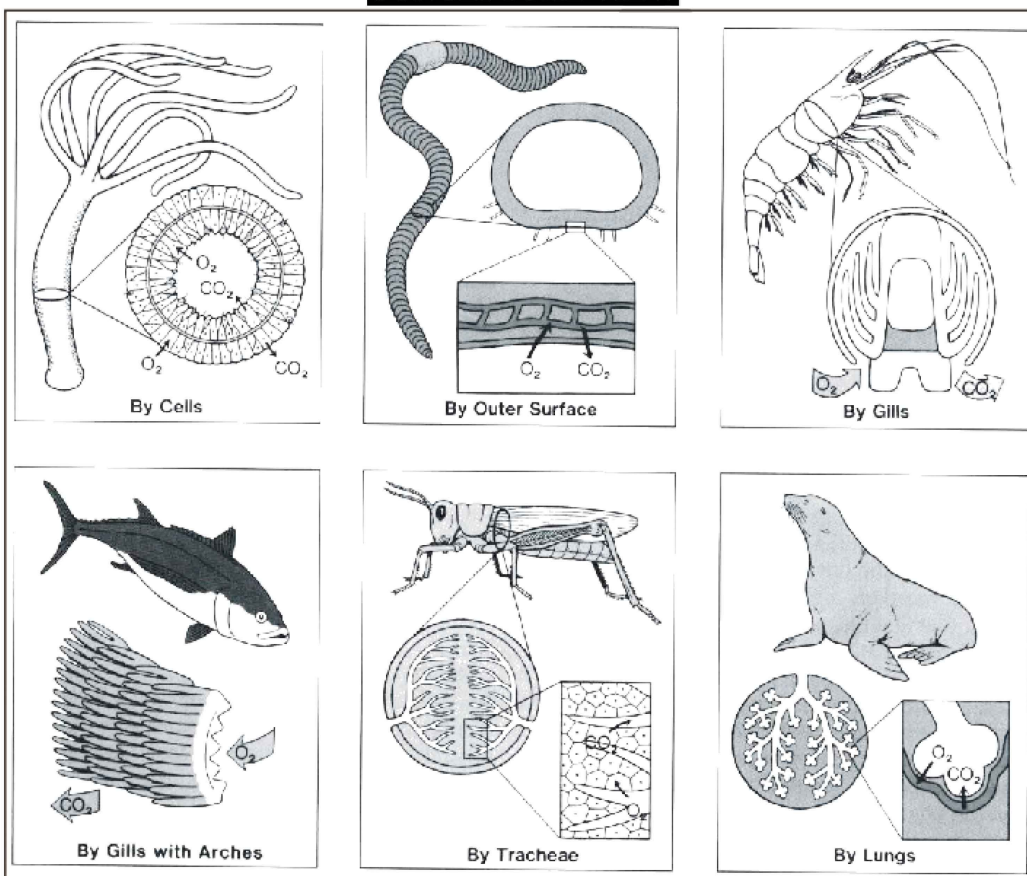 O₂
CO₂
O₂
CO₂
By Cells
O₂
CO₂
By Outer Surface
O₂
CO₂
By Gills
O₂
CO₂
By Gills with Arches
CO₂
O₂
By Tracheae
O₂
CO₂
By Lungs